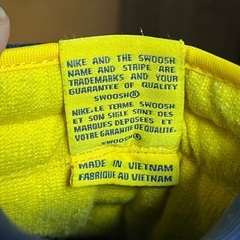 NIKE AND THE SWOOSH
NAME AND STRIPE ARE
TRADEMARKS AND YOUR
GUARANTEE OF QUALITY
SWOOSH®
NIKE, LE TERME SWOOSH
ET SON SIGLE SONT DES
MARQUES DEPOSÉES ET
VOTRE GARANTIE DE QUALITE.
SWOOSH®
MADE IN VIETNAM
FABRIQUE AU VIETNAM